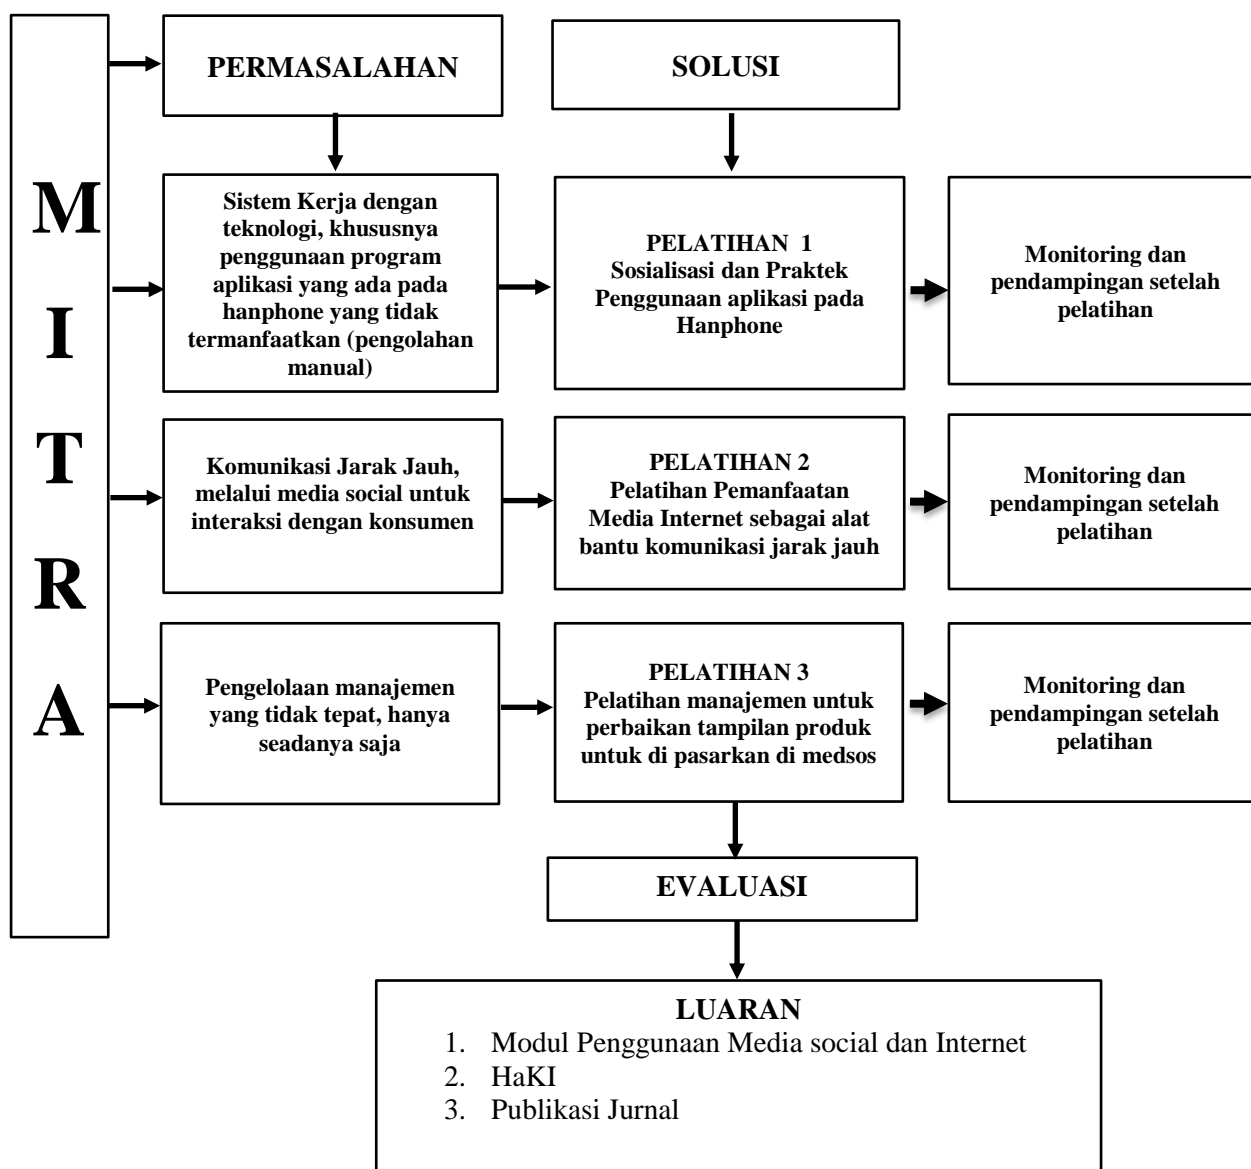 MITRA
PERMASALAHAN
SOLUSI
Sistem Kerja dengan
teknologi, khususnya
penggunaan program
aplikasi yang ada pada
hanphone yang tidak
termanfaatkan (pengolahan
manual)
PELATIHAN 1
Sosialisasi dan Praktek
Penggunaan aplikasi pada
Hanphone
Monitoring dan
pendampingan setelah
pelatihan
Komunikasi Jarak Jauh,
melalui media social untuk
interaksi dengan konsumen
PELATIHAN 2
Pelatihan Pemanfaatan
Media Internet sebagai alat
bantu komunikasi jarak jauh
Monitoring dan
pendampingan setelah
pelatihan
Pengelolaan manajemen
yang tidak tepat, hanya
seadanya saja
PELATIHAN 3
Pelatihan manajemen untuk
perbaikan tampilan produk
untuk di pasarkan di medsos
Monitoring dan
pendampingan setelah
pelatihan
EVALUASI
LUARAN
1. Modul Penggunaan Media social dan Internet
2. HaKI
3. Publikasi Jurnal